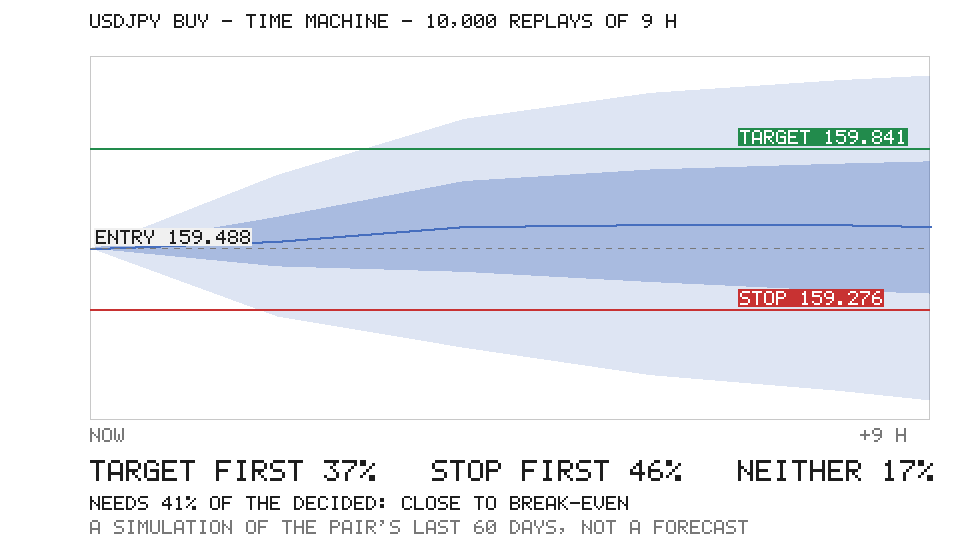 USDJPY BUY - TIME MACHINE - 10,000 REPLAYS OF 9 H
TARGET 159.841
ENTRY 159.488
STOP 159.276
NOW +9 H
TARGET FIRST 37% STOP FIRST 46% NEITHER 17%
NEEDS 41% OF THE DECIDED: CLOSE TO BREAK-EVEN
A SIMULATION OF THE PAIR'S LAST 60 DAYS, NOT A FORECAST